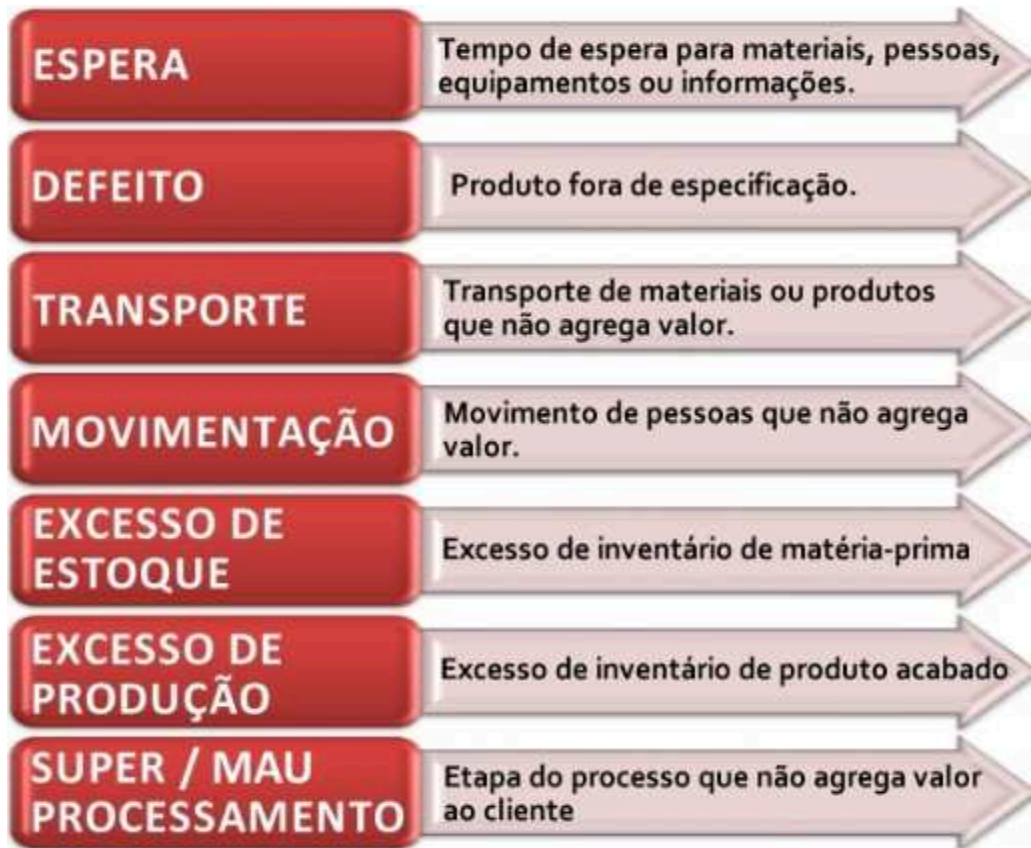 ESPERA
Tempo de espera para materiais, pessoas,
equipamentos ou informações.
DEFEITO
Produto fora de especificação.
TRANSPORTE
Transporte de materiais ou produtos
que não agrega valor.
MOVIMENTAÇÃO
Movimento de pessoas que não agrega
valor.
EXCESSO DE
ESTOQUE
Excesso de inventário de matéria-prima
EXCESSO DE
PRODUÇÃO
Excesso de inventário de produto acabado
SUPER / MAU
PROCESSAMENTO
Etapa do processo que não agrega valor
ao cliente